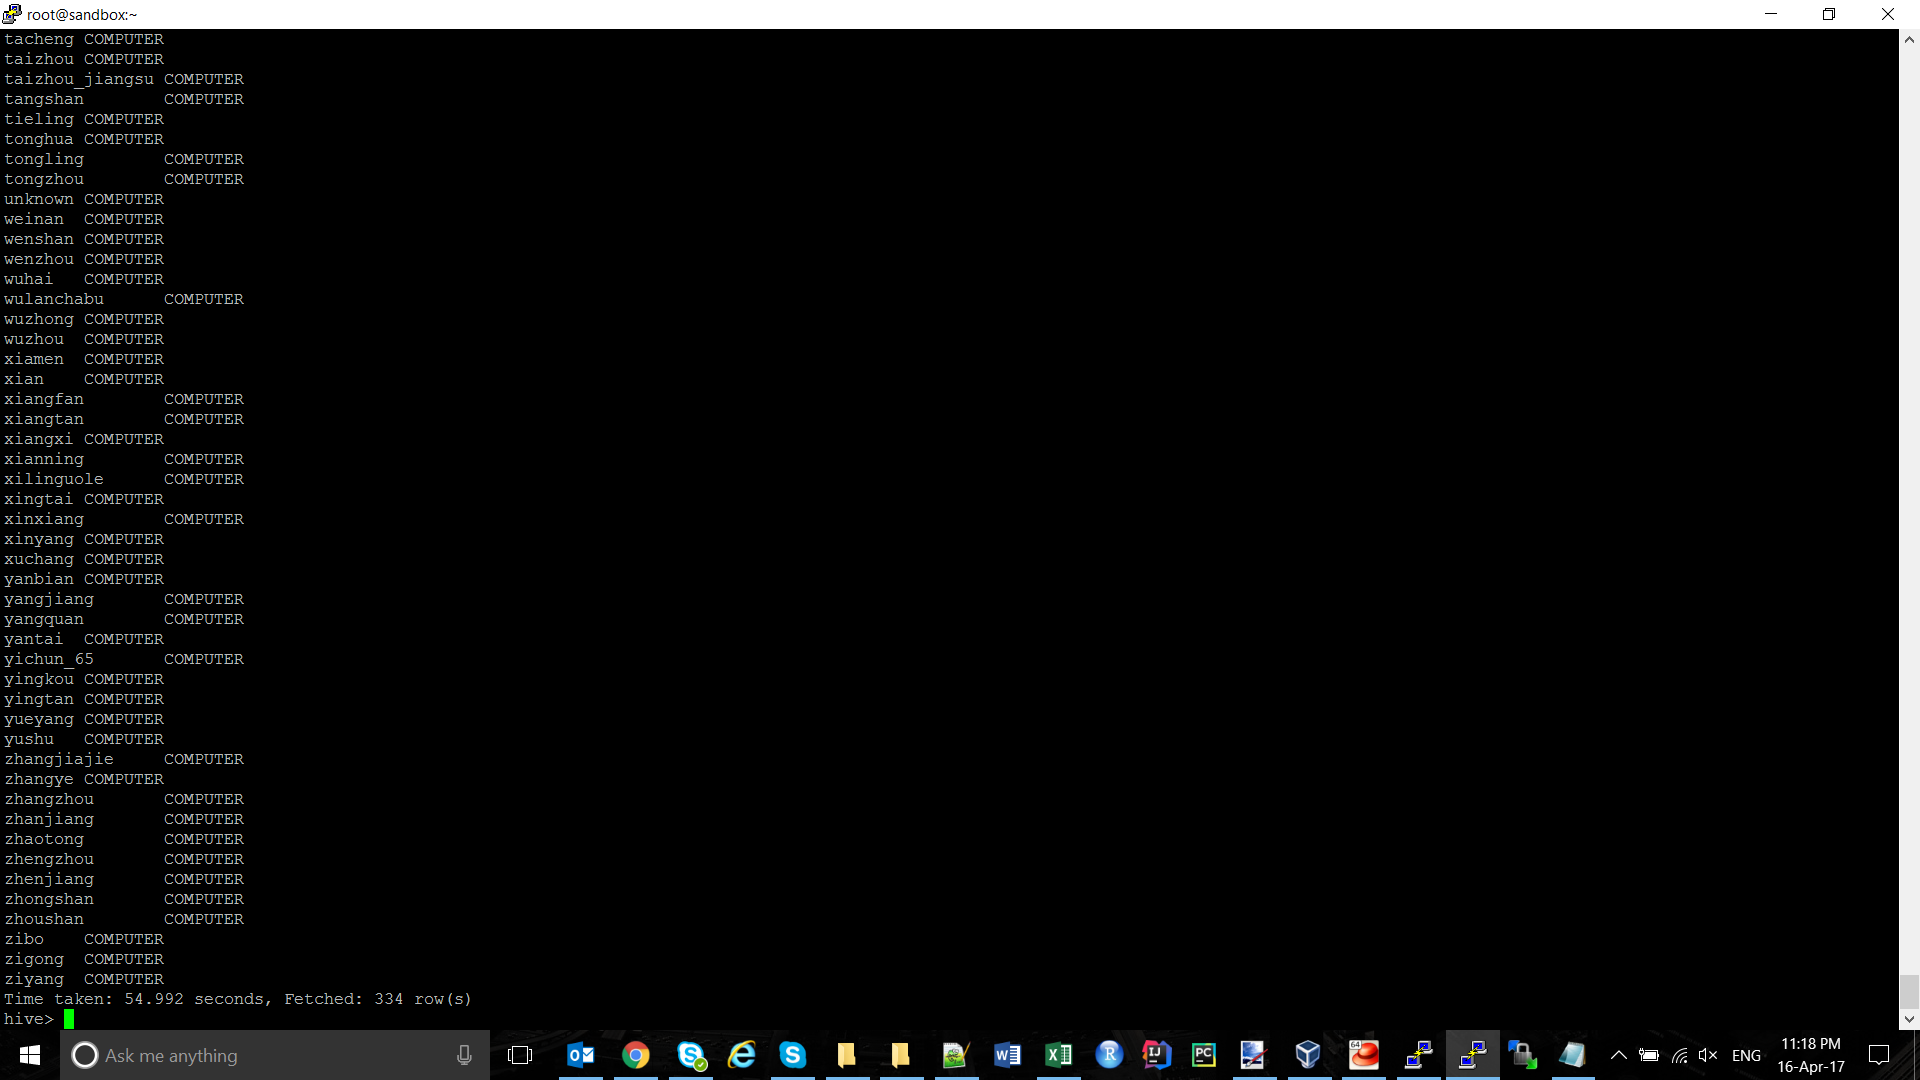 root@sandbox:~
tacheng COMPUTER
taizhou COMPUTER
taizhou_jiangsu COMPUTER
tangshan COMPUTER
tieling COMPUTER
tonghua COMPUTER
tongling COMPUTER
tongzhou COMPUTER
unknown COMPUTER
weinan COMPUTER
wenshan COMPUTER
wenzhou COMPUTER
wuhai COMPUTER
wulanchabu COMPUTER
wuzhong COMPUTER
wuzhou COMPUTER
xiamen COMPUTER
xian COMPUTER
xiangfan COMPUTER
xiangtan COMPUTER
xiangxi COMPUTER
xianning COMPUTER
xilinguole COMPUTER
xingtai COMPUTER
xinxiang COMPUTER
xinyang COMPUTER
xuchang COMPUTER
yanbian COMPUTER
yangjiang COMPUTER
yangquan COMPUTER
yantai COMPUTER
yichun_65 COMPUTER
yingkou COMPUTER
yingtan COMPUTER
yueyang COMPUTER
yushu COMPUTER
zhangjiajie COMPUTER
zhangye COMPUTER
zhangzhou COMPUTER
zhanjiang COMPUTER
zhaotong COMPUTER
zhengzhou COMPUTER
zhenjiang COMPUTER
zhongshan COMPUTER
zhoushan COMPUTER
zibo COMPUTER
zigong COMPUTER
ziyang COMPUTER
Time taken: 54.992 seconds, Fetched: 334 row(s)
hive>
Ask me anything
ENG
11:18 PM
16-Apr-17